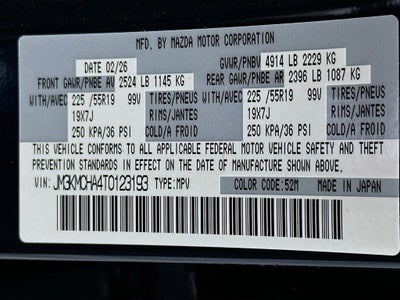 MFD. BY MAZDA MOTOR CORPORATION
DATE 02/26 GVWR/PNBV 4914 LB 2229 KG
FRONT GAWR/PNBE AV 2524 LB 1145 KG REAR GAWR/PNBE AR 2396 LB 1087 KG
WITH/AVEC 225 /55R19 99V TIRES/PNEUS WITH/AVEC 225 /55R19 99V TIRES/PNEUS
19X7J RIMS/JANTES 19X7J RIMS/JANTES
250 KPA/36 PSI COLD/A FROID 250 KPA/36 PSI COLD/A FROID
THIS VEHICLE CONFORMS TO ALL APPLICABLE FEDERAL MOTOR VEHICLE SAFETY AND THEFT
PREVENTION STANDARDS IN EFFECT ON THE DATE OF MANUFACTURE SHOWN ABOVE.
VIN: JM3KMCHA4T0123193 TYPE:MPV COLOR CODE:52M MADE IN JAPAN